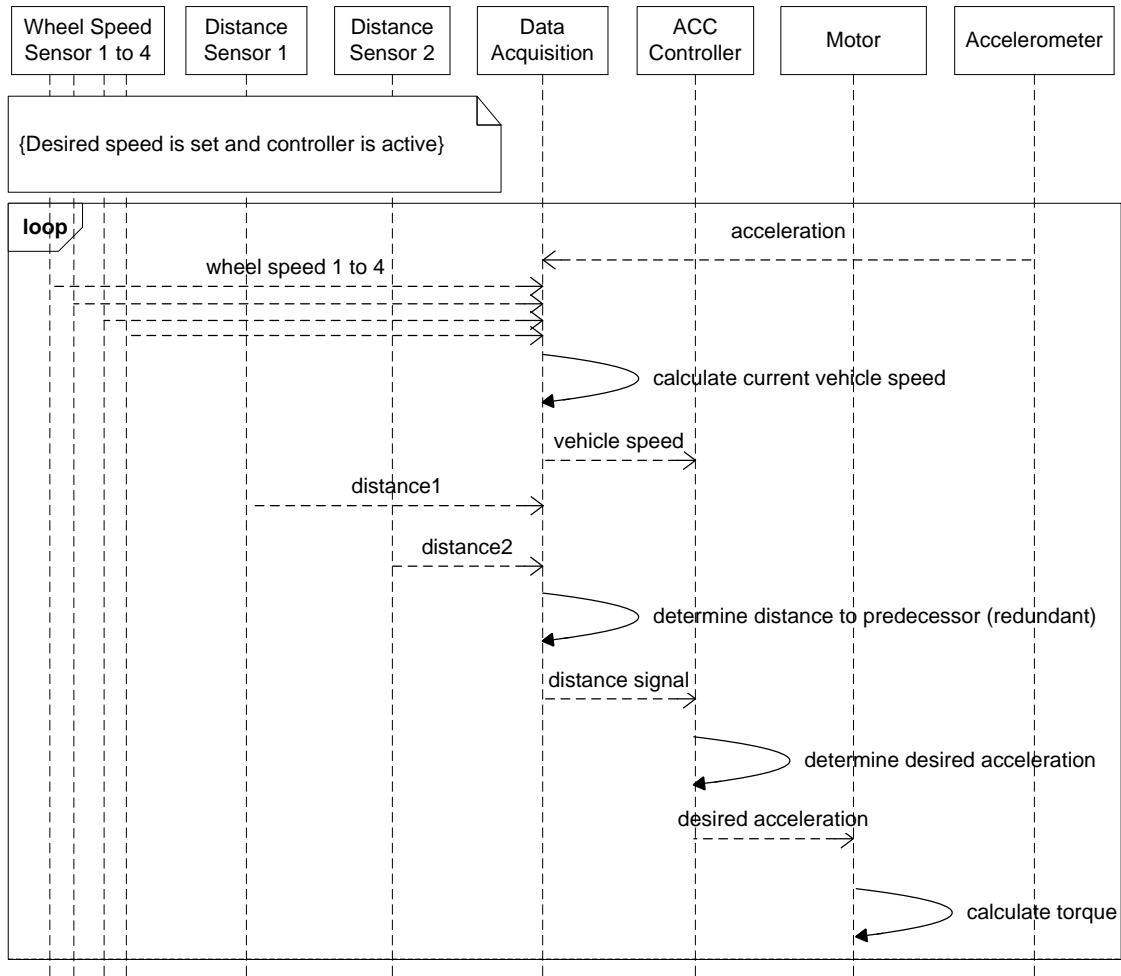 Wheel Speed
Sensor 1 to 4
Distance
Sensor 1
Distance
Sensor 2
Data
Acquisition
ACC
Controller
Motor
Accelerometer
{Desired speed is set and controller is active}
loop
acceleration
wheel speed 1 to 4
calculate current vehicle speed
vehicle speed
distance1
distance2
determine distance to predecessor (redundant)
distance signal
determine desired acceleration
desired acceleration
calculate torque